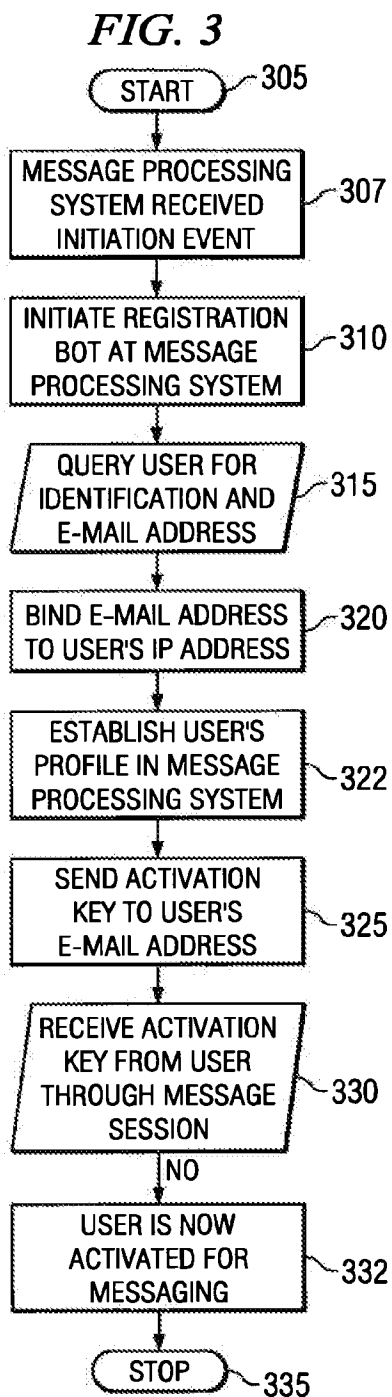 FIG. 3
START
305
MESSAGE PROCESSING
SYSTEM RECEIVED
INITIATION EVENT
307
INITIATE REGISTRATION
BOT AT MESSAGE
PROCESSING SYSTEM
310
QUERY USER FOR
IDENTIFICATION AND
E-MAIL ADDRESS
315
BIND E-MAIL ADDRESS
TO USER'S IP ADDRESS
320
ESTABLISH USER'S
PROFILE IN MESSAGE
PROCESSING SYSTEM
322
SEND ACTIVATION
KEY TO USER'S
E-MAIL ADDRESS
325
RECEIVE ACTIVATION
KEY FROM USER
THROUGH MESSAGE
SESSION
330
NO
USER IS NOW
ACTIVATED FOR
MESSAGING
332
STOP
335